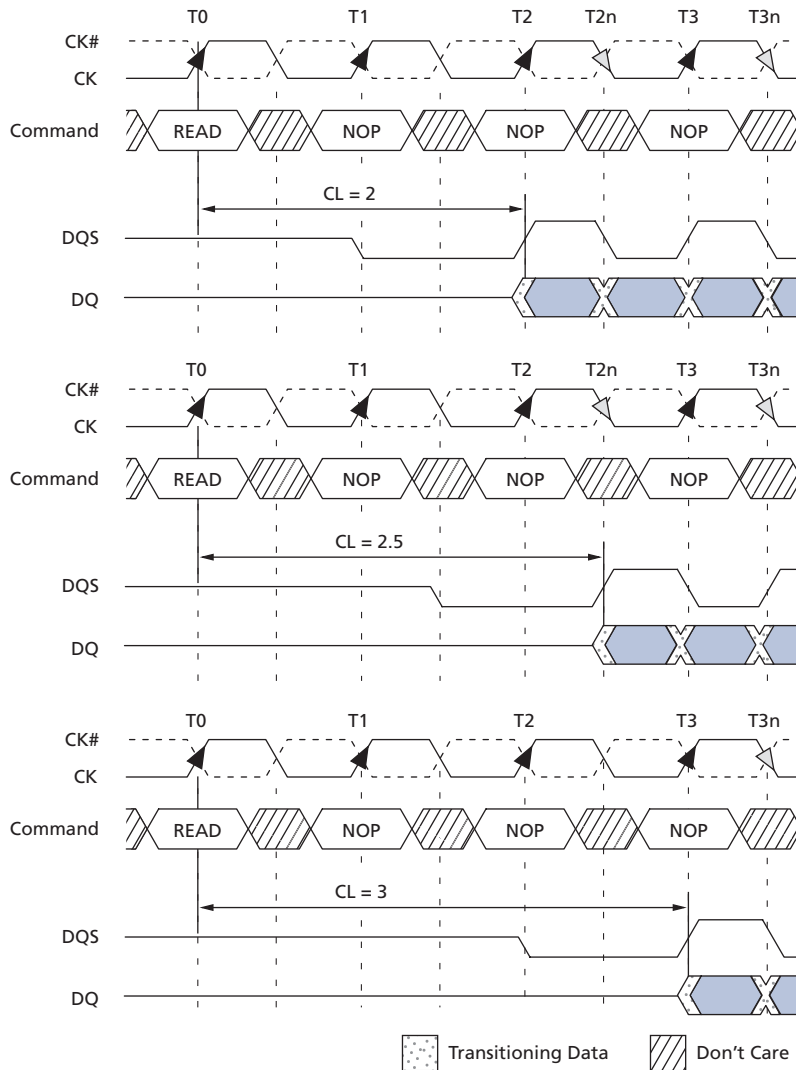 T0 T1 T2 T2n T3 T3n
CK#
CK
Command READ NOP NOP NOP
CL = 2
DQS
DQ
T0 T1 T2 T2n T3 T3n
CK#
CK
Command READ NOP NOP NOP
CL = 2.5
DQS
DQ
T0 T1 T2 T3 T3n
CK#
CK
Command READ NOP NOP NOP
CL = 3
DQS
DQ
Transitioning Data Don't Care